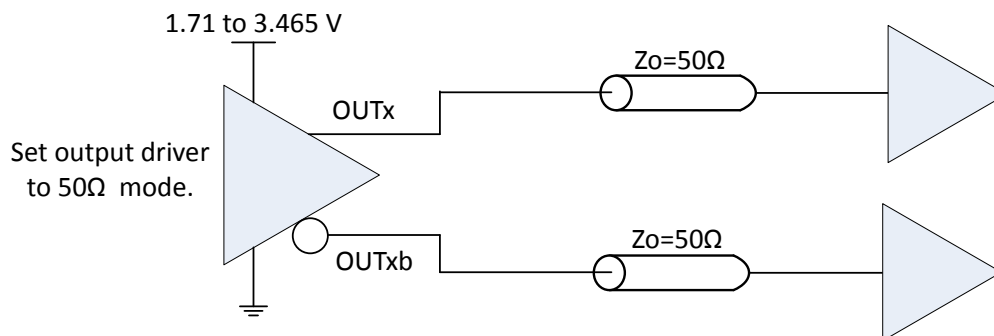 1.71 to 3.465 V
Zo=50Ω
OUTx
Set output driver
to 50Ω mode.
Zo=50Ω
OUTxb